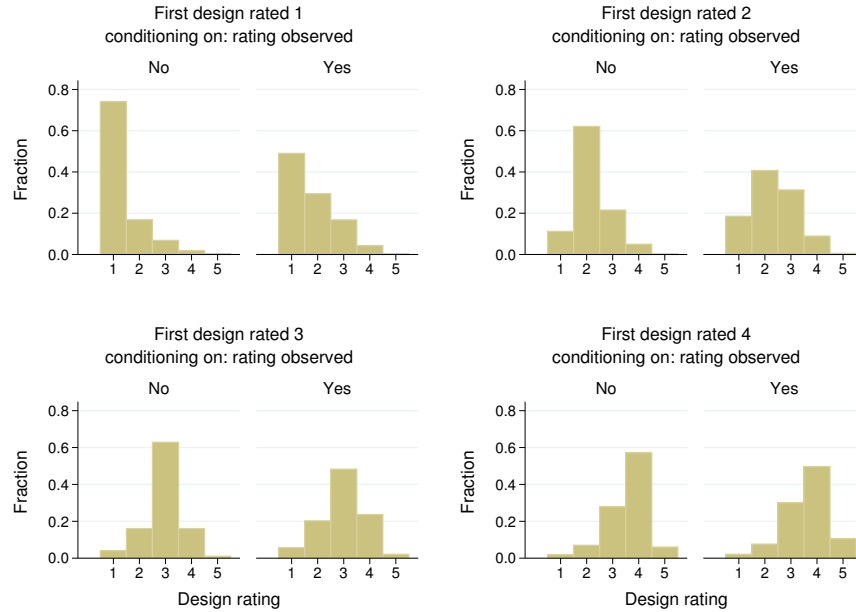 First design rated 1
conditioning on: rating observed
No Yes
0.8
0.6
0.4
0.2
0.0
Fraction
1 2 3 4 5 1 2 3 4 5
First design rated 2
conditioning on: rating observed
No Yes
0.8
0.6
0.4
0.2
0.0
Fraction
1 2 3 4 5 1 2 3 4 5
First design rated 3
conditioning on: rating observed
No Yes
0.8
0.6
0.4
0.2
0.0
Fraction
1 2 3 4 5 1 2 3 4 5
Design rating
First design rated 4
conditioning on: rating observed
No Yes
0.8
0.6
0.4
0.2
0.0
Fraction
1 2 3 4 5 1 2 3 4 5
Design rating